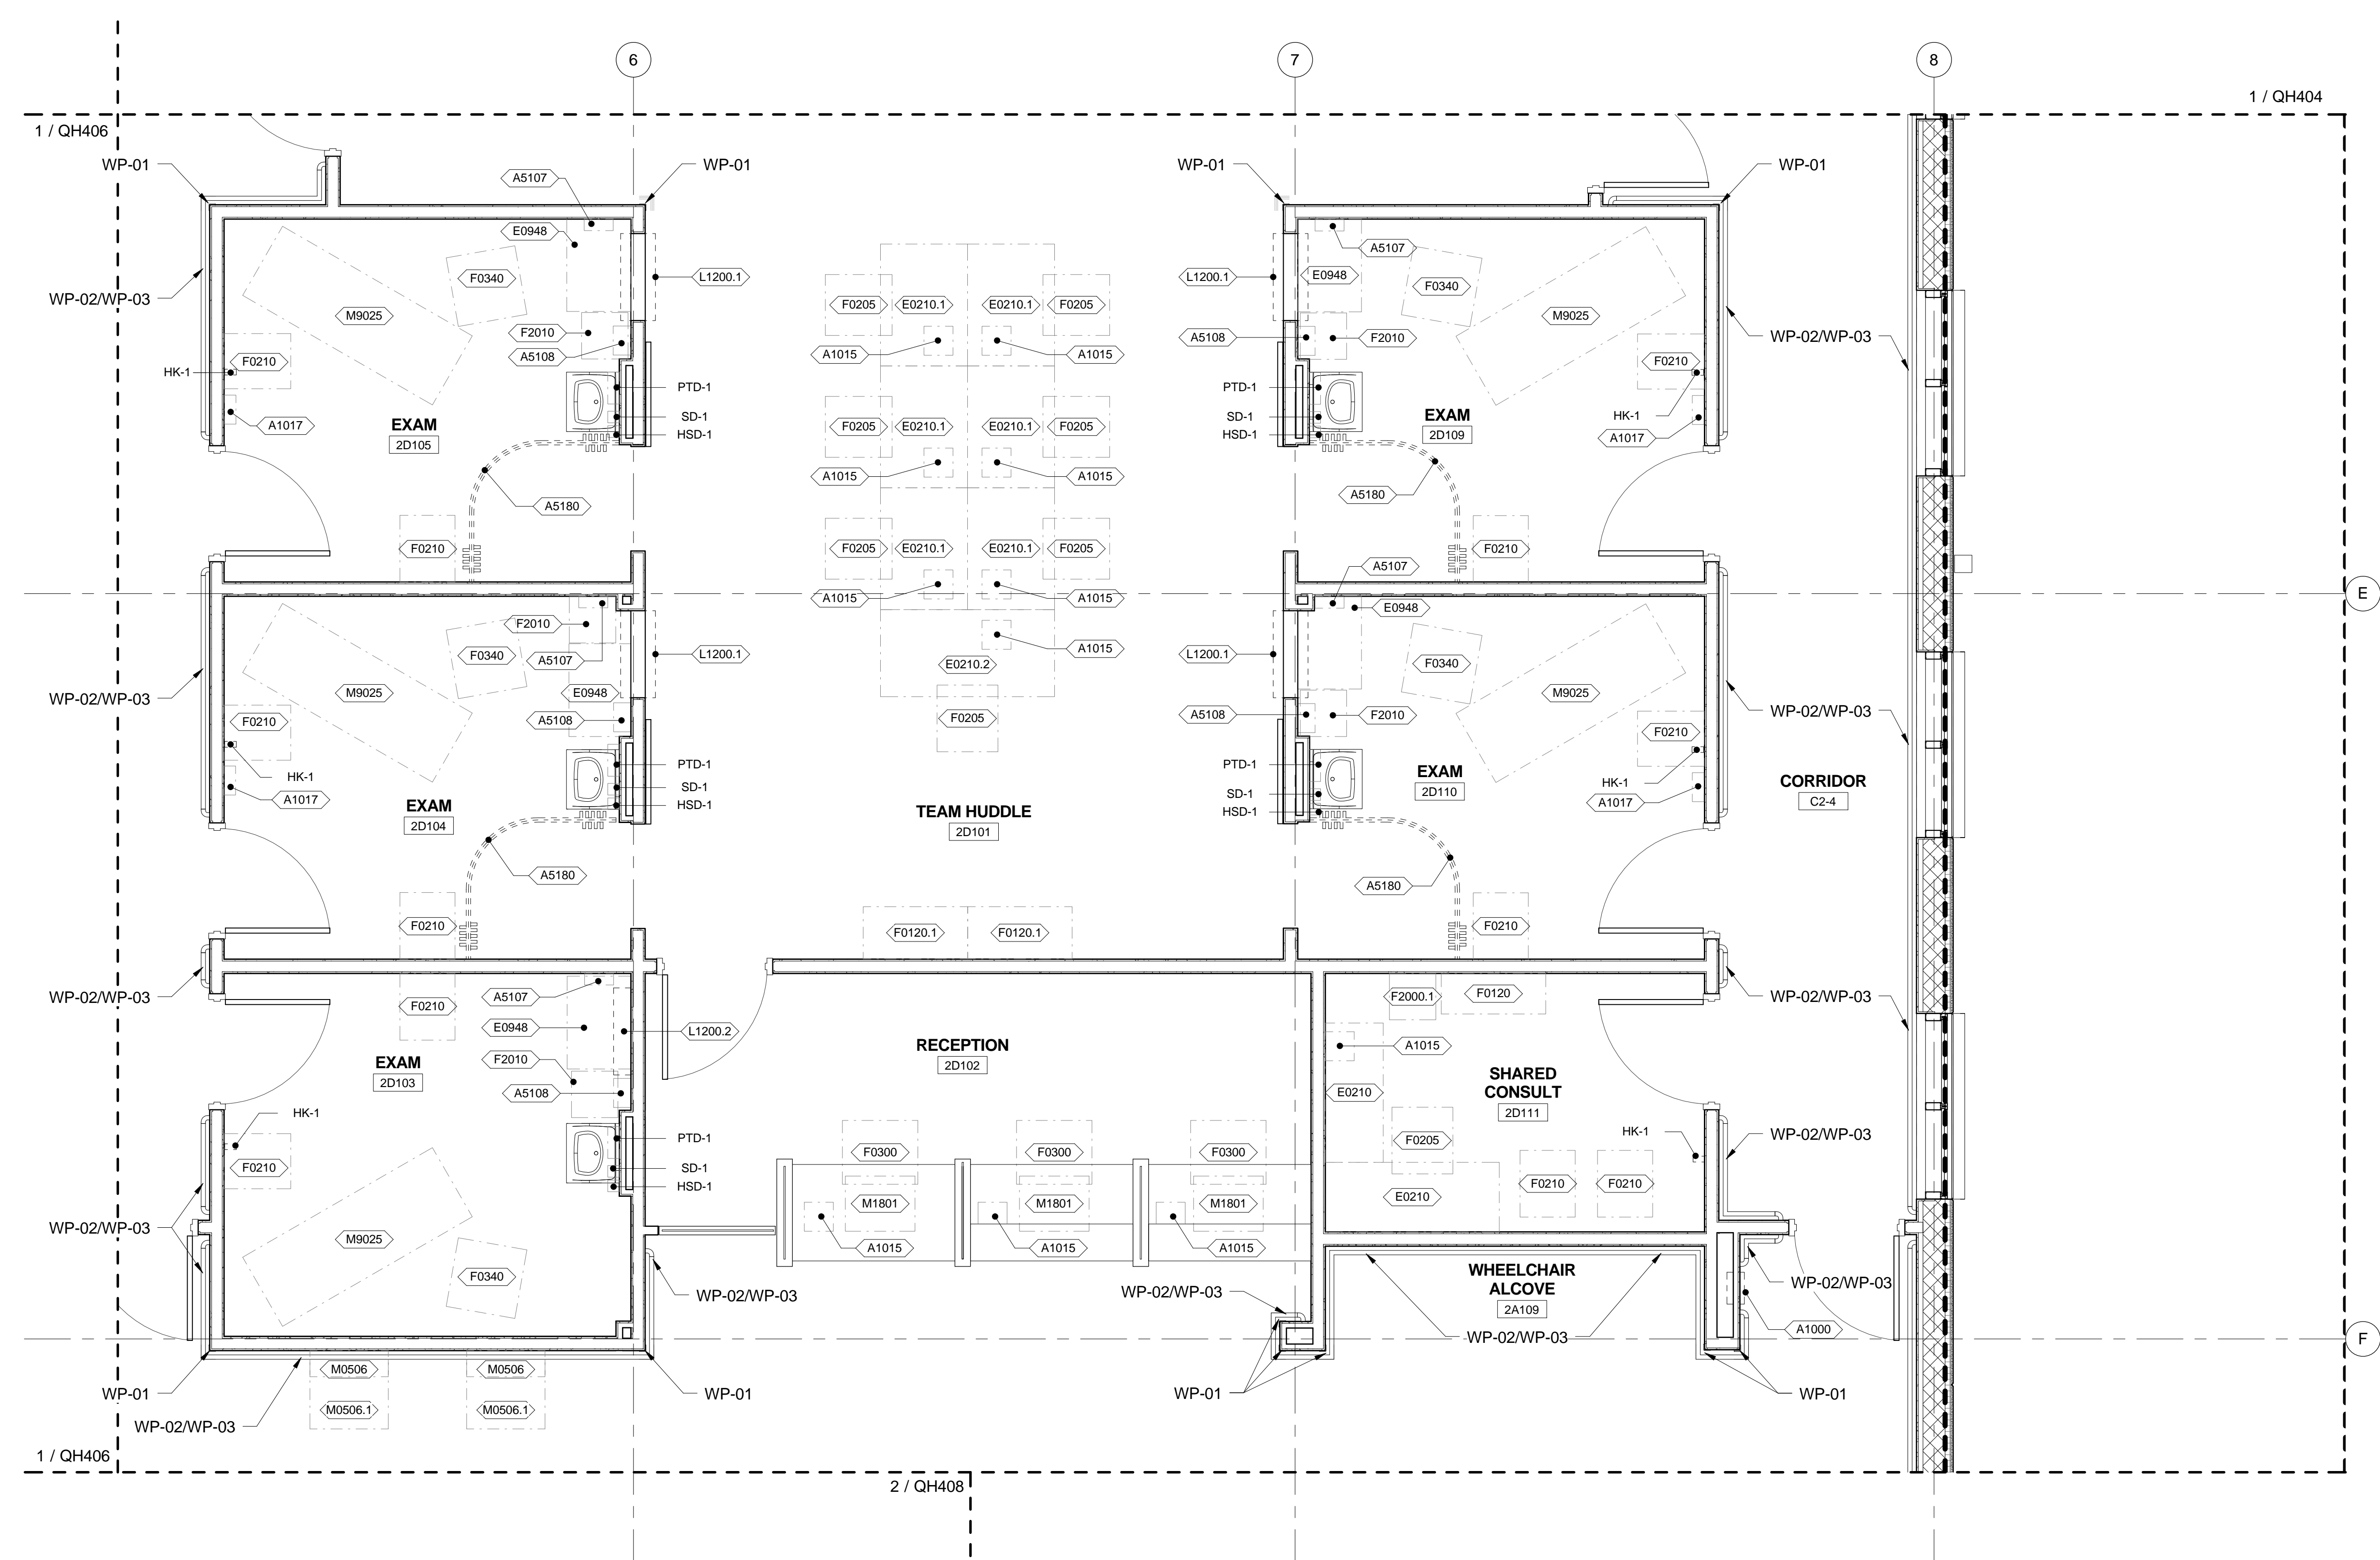 6
7
8
1 / QH404
1 / QH406
WP-01
WP-01
WP-01
WP-01
A5107
E0948
F0340
M9025
L1200.1
F2010
A5108
F0210
HK-1
A1017
PTD-1
SD-1
HSD-1
EXAM
2D105
A5180
F0210
WP-02/WP-03
F0205
E0210.1
E0210.1
F0205
A1015
A1015
F0205
E0210.1
E0210.1
F0205
A1015
A1015
F0205
E0210.1
E0210.1
F0205
A1015
A1015
A1015
E0210.2
F0205
L1200.1
A5107
E0948
F0340
M9025
A5108
F2010
F0210
PTD-1
SD-1
HSD-1
EXAM
2D109
HK-1
A1017
A5180
F0210
WP-02/WP-03
E
F2010
F0340
A5107
M9025
E0948
L1200.1
A5108
F0210
HK-1
A1017
PTD-1
SD-1
HSD-1
EXAM
2D104
A5180
F0210
WP-02/WP-03
TEAM HUDDLE
2D101
F0120.1
F0120.1
A5107
E0948
L1200.1
F0340
M9025
A5108
F2010
F0210
PTD-1
SD-1
HSD-1
EXAM
2D110
HK-1
A1017
A5180
F0210
WP-02/WP-03
CORRIDOR
C2-4
WP-02/WP-03
F0210
A5107
E0948
L1200.2
F2010
A5108
EXAM
2D103
HK-1
F0210
PTD-1
SD-1
HSD-1
M9025
F0340
WP-02/WP-03
WP-02/WP-03
RECEPTION
2D102
F0300
F0300
F0300
M1801
M1801
M1801
A1015
A1015
A1015
WP-02/WP-03
F2000.1
F0120
A1015
E0210
SHARED
CONSULT
2D111
F0205
HK-1
E0210
F0210
F0210
WP-02/WP-03
WP-02/WP-03
WHEELCHAIR
ALCOVE
2A109
WP-02/WP-03
WP-02/WP-03
A1000
F
M0506
M0506
M0506.1
M0506.1
WP-01
WP-02/WP-03
WP-01
WP-01
WP-01
1 / QH406
2 / QH408